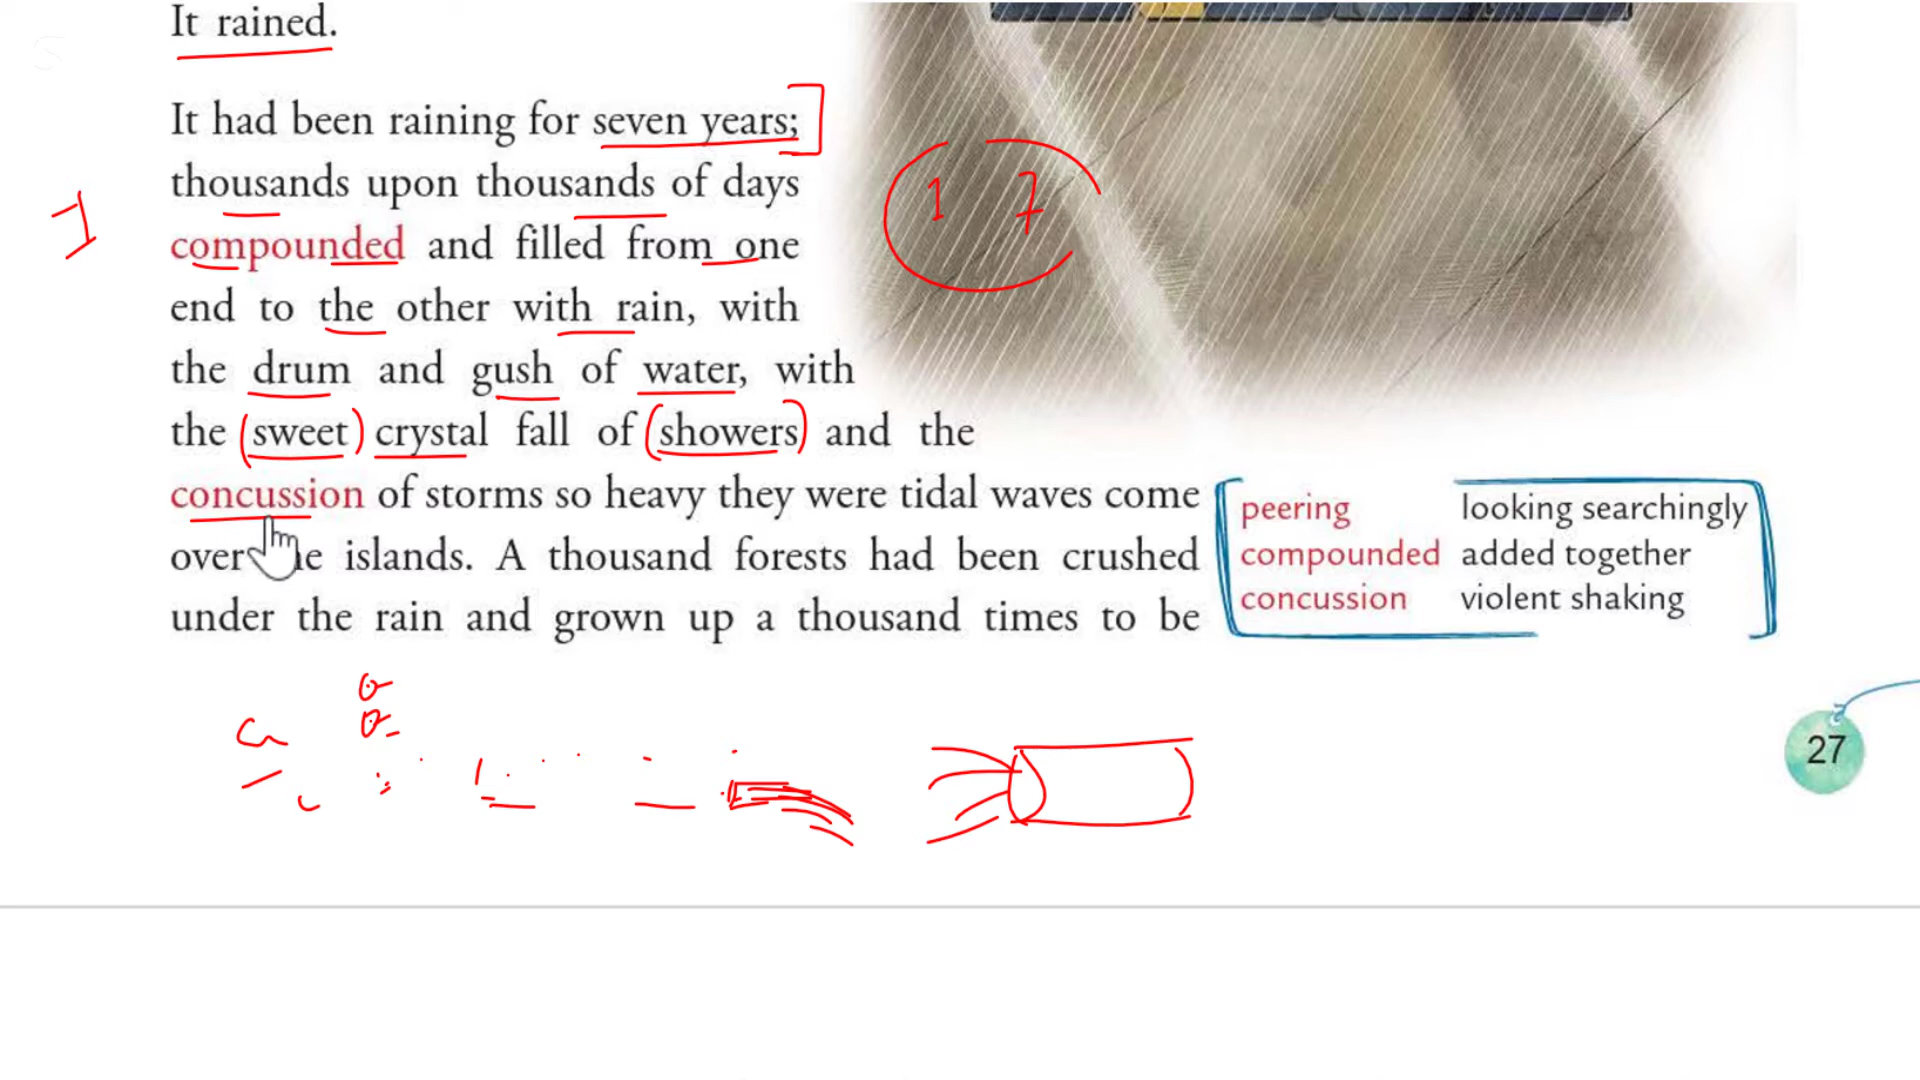 It rained.
It had been raining for seven years;
thousands upon thousands of days
compounded and filled from one
end to the other with rain, with
the drum and gush of water, with
the (sweet) crystal fall of (showers) and the
concussion of storms so heavy they were tidal waves come
over he islands. A thousand forests had been crushed
under the rain and grown up a thousand times to be
1 7
peering looking searchingly
compounded added together
concussion violent shaking
27